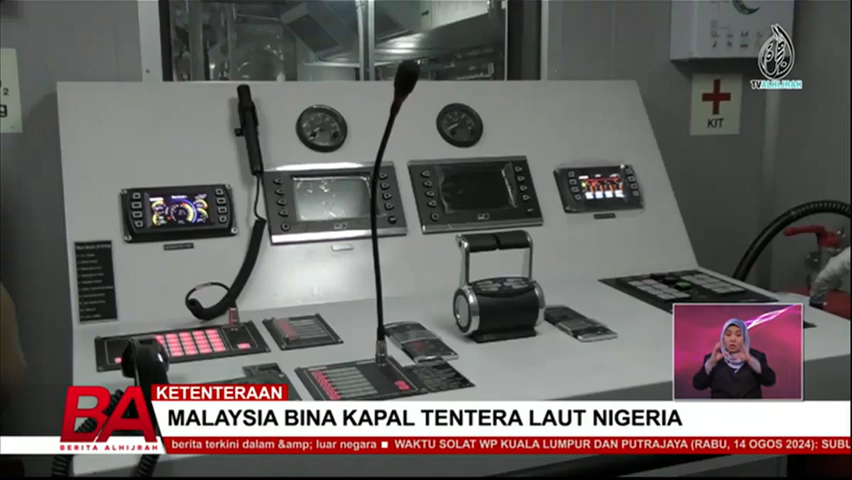 TV ALHIJRAH
KIT
KETENTERAAN
BA
MALAYSIA BINA KAPAL TENTERA LAUT NIGERIA
BERITA ALHIJRAH
berita terkini dalam &amp; luar negara ■ WAKTU SOLAT WP KUALA LUMPUR DAN PUTRAJAYA (RABU, 14 OGOS 2024): SUBU